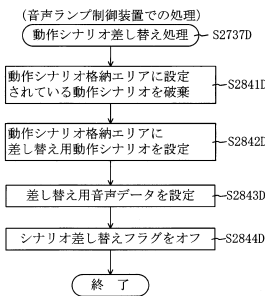 (音声ランプ制御装置での処理)
動作シナリオ差し替え処理
S2737D
動作シナリオ格納エリアに設定
されている動作シナリオを破棄
S2841D
動作シナリオ格納エリアに
差し替え用動作シナリオを設定
S2842D
差し替え用音声データを設定
S2843D
シナリオ差し替えフラグをオフ
S2844D
終 了